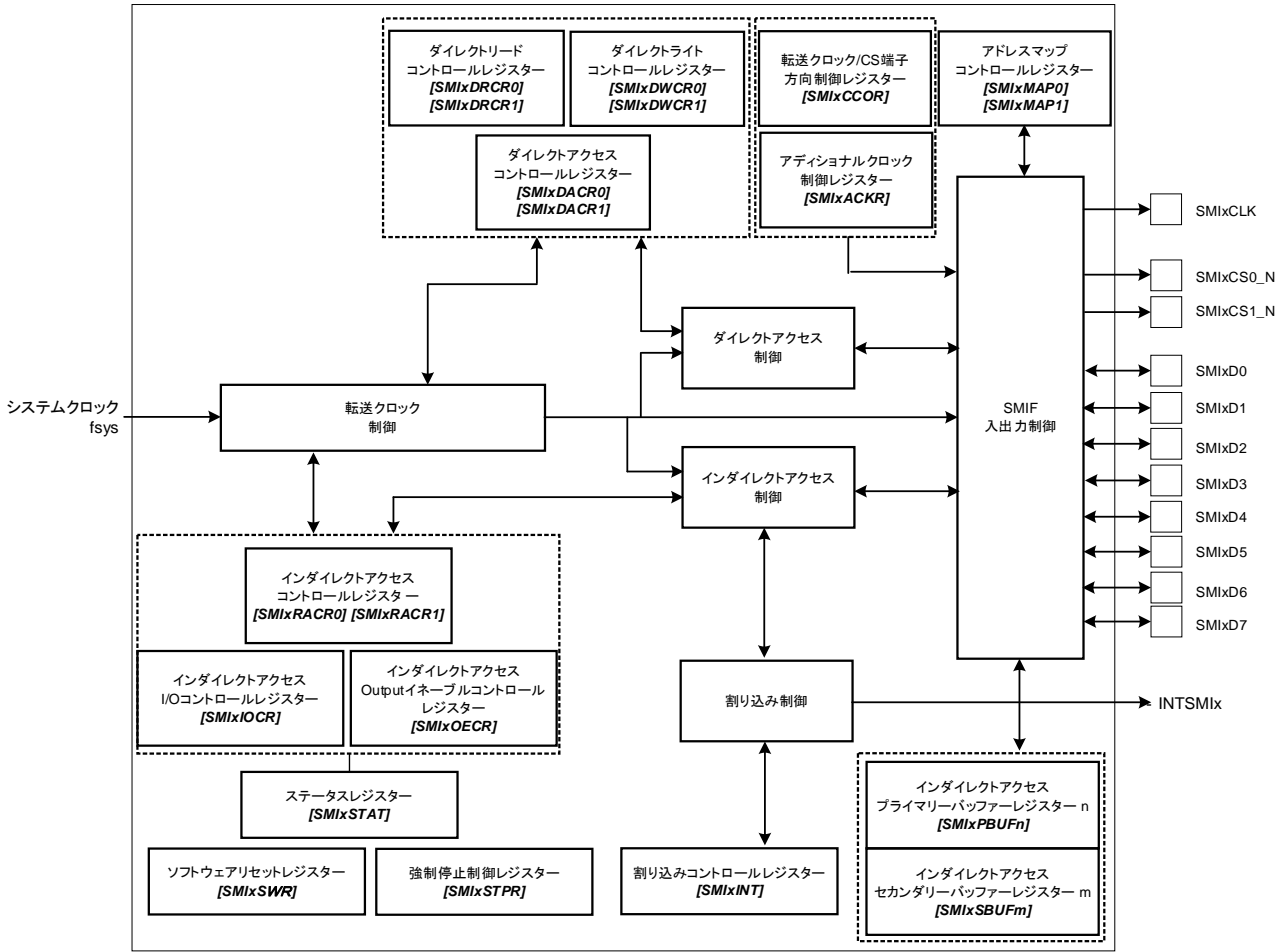 ダイレクトリード
コントロールレジスター
[SMIxDRCR0]
[SMIxDRCR1]
ダイレクトライト
コントロールレジスター
[SMIxDWCR0]
[SMIxDWCR1]
転送クロック/CS端子
方向制御レジスター
[SMIxCCOR]
アドレスマップ
コントロールレジスター
[SMIxMAP0]
[SMIxMAP1]
ダイレクトアクセス
コントロールレジスター
[SMIxDACR0]
[SMIxDACR1]
アディショナルクロック
制御レジスター
[SMIxACKR]
SMIxCLK
SMIxCS0_N
SMIxCS1_N
ダイレクトアクセス
制御
システムクロック
fsys
転送クロック
制御
SMIF
入出力制御
SMIxD0
SMIxD1
SMIxD2
SMIxD3
SMIxD4
SMIxD5
SMIxD6
SMIxD7
インダイレクトアクセス
制御
インダイレクトアクセス
コントロールレジスター
[SMIxRACR0] [SMIxRACR1]
インダイレクトアクセス
I/Oコントロールレジスター
[SMIxIOCR]
インダイレクトアクセス
Outputイネーブルコントロール
レジスター
[SMIxOECR]
割り込み制御
INTSMIx
ステータスレジスター
[SMIxSTAT]
インダイレクトアクセス
プライマリーバッファーレジスター n
[SMIxPBUFn]
ソフトウェアリセットレジスター
[SMIxSWR]
強制停止制御レジスター
[SMIxSTPR]
割り込みコントロールレジスター
[SMIxINT]
インダイレクトアクセス
セカンダリーバッファーレジスター m
[SMIxSBUFm]